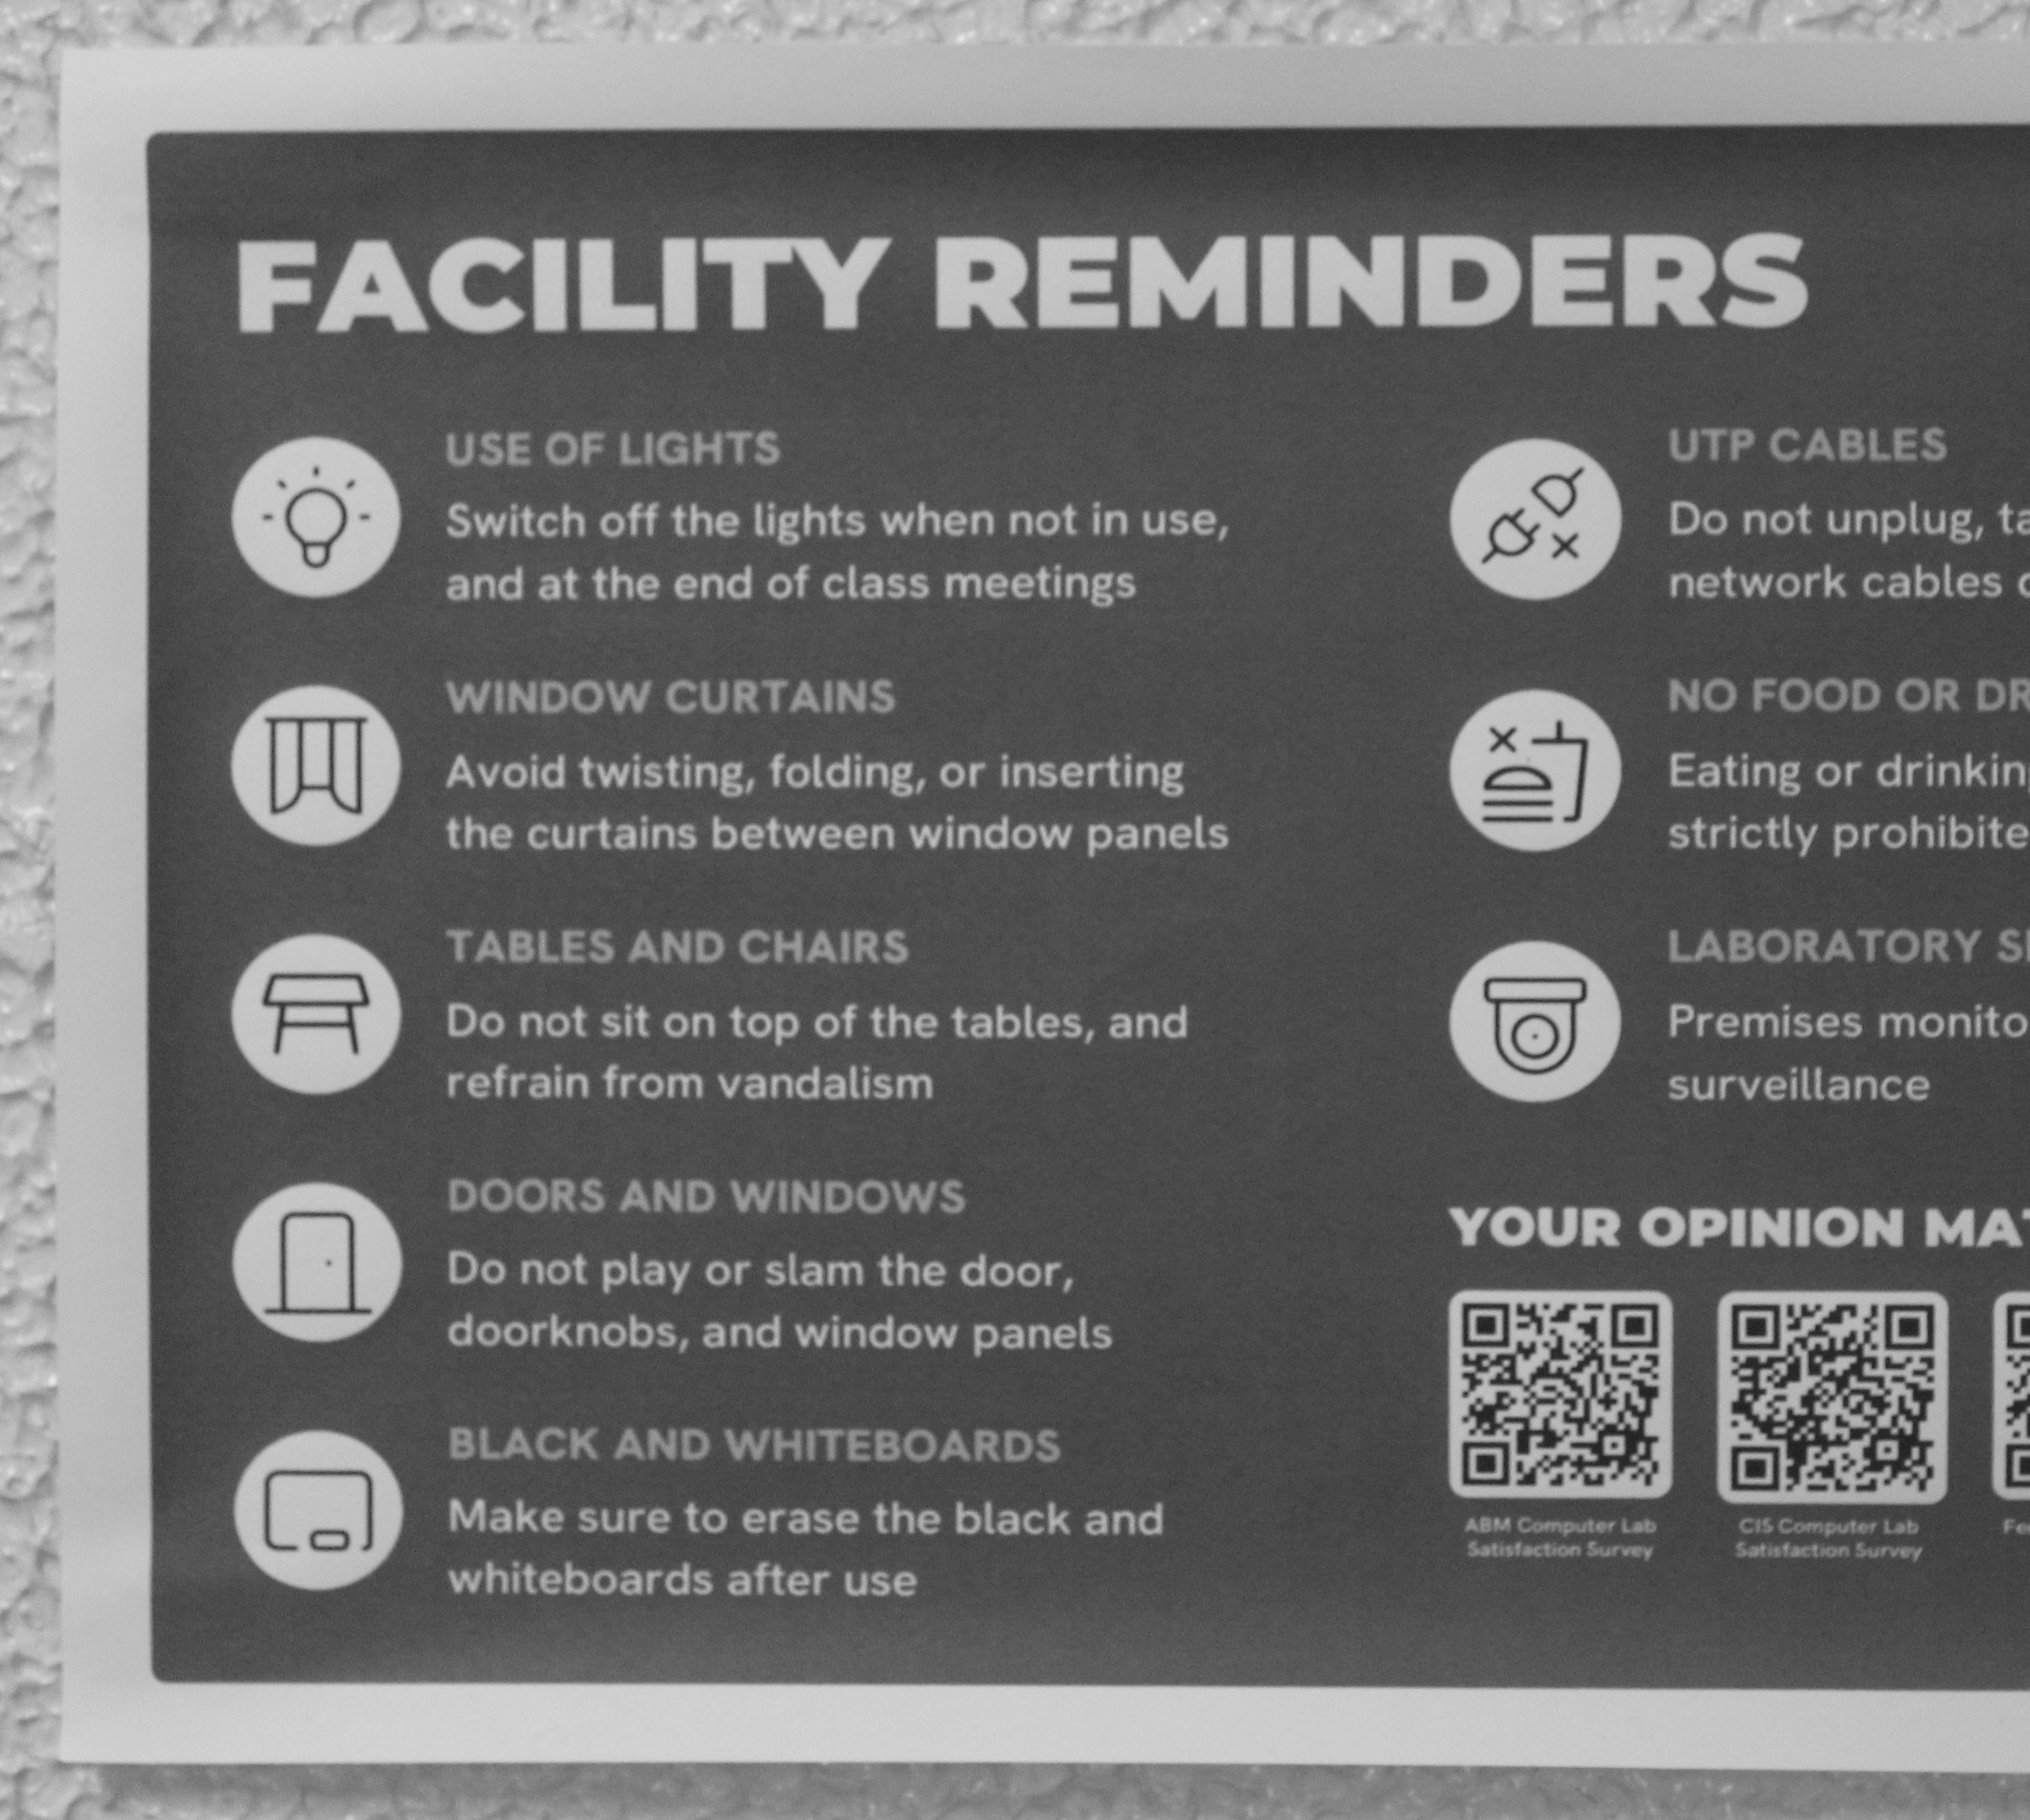 FACILITY REMINDERS
USE OF LIGHTS
Switch off the lights when not in use,
and at the end of class meetings
WINDOW CURTAINS
Avoid twisting, folding, or inserting
the curtains between window panels
TABLES AND CHAIRS
Do not sit on top of the tables, and
refrain from vandalism
DOORS AND WINDOWS
Do not play or slam the door,
doorknobs, and window panels
BLACK AND WHITEBOARDS
Make sure to erase the black and
whiteboards after use
UTP CABLES
Do not unplug,
network cables
NO FOOD OR
Eating or
strictly
LABORATORY
Premises
surveillance
YOUR OPINION
ABM Computer Lab
Satisfaction Survey
CIS Computer Lab
Satisfaction Survey